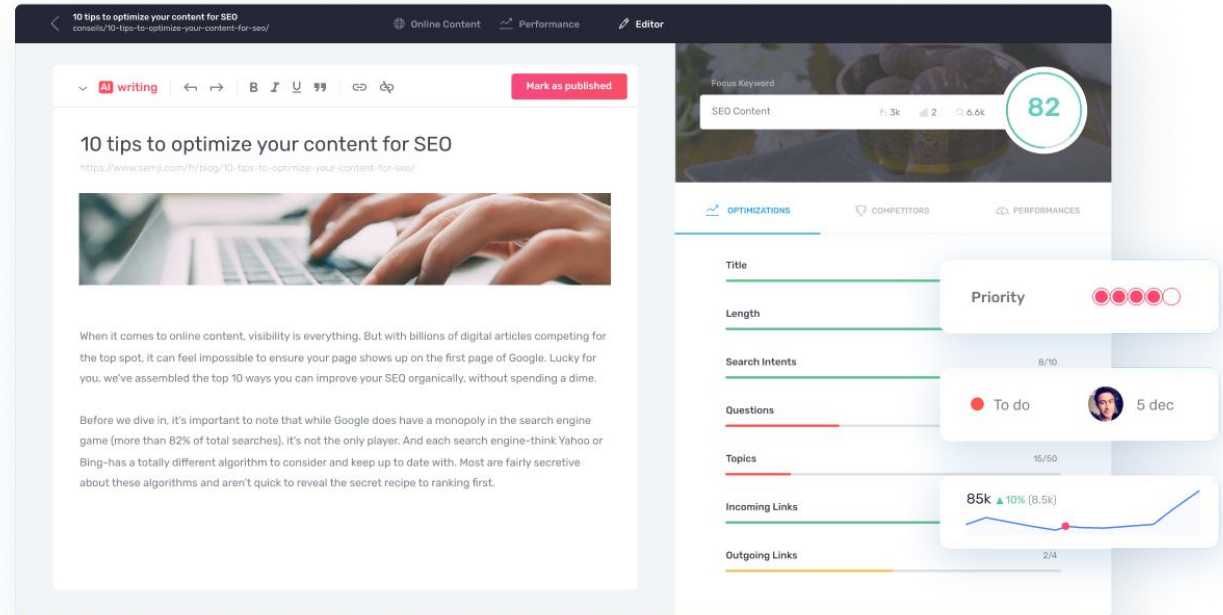 10 tips to optimize your content for SEO
conseils/10-tips-to-optimize-your-content-for-seo/
Online Content
Performance
Editor
AI writing
B I U
Mark as published
10 tips to optimize your content for SEO
https://www.semji.com/fr/blog/10-tips-to-optimize-your-content-for-seo/
When it comes to online content, visibility is everything. But with billions of digital articles competing for
the top spot, it can feel impossible to ensure your page shows up on the first page of Google. Lucky for
you, we've assembled the top 10 ways you can improve your SEO organically, without spending a dime.
Before we dive in, it's important to note that while Google does have a monopoly in the search engine
game (more than 82% of total searches), it's not the only player. And each search engine-think Yahoo or
Bing-has a totally different algorithm to consider and keep up to date with. Most are fairly secretive
about these algorithms and aren't quick to reveal the secret recipe to ranking first.
Focus Keyword
SEO Content
3k
2
6.6k
82
OPTIMIZATIONS
COMPETITORS
PERFORMANCES
Title
Length
Search Intents
8/10
Questions
Topics
15/50
Incoming Links
Outgoing Links
2/4
Priority
To do
5 dec
85k ▲ 10% (8.5k)